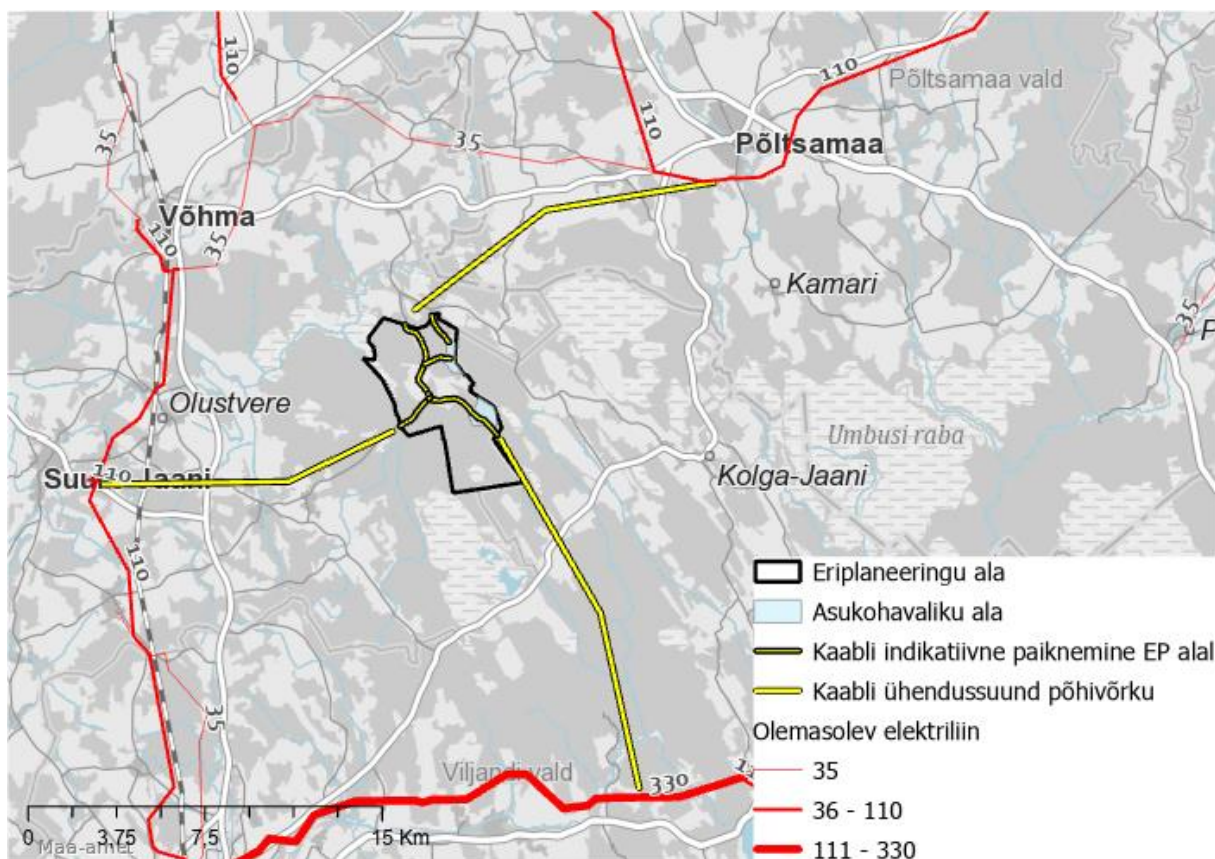 110
110
110
Põltsamaa vald
35
35
Põltsamaa
Võhma
35
110
Kamari
P
Olustvere
Umbusi raba
Kolga-Jaani
110
Suure-Jaani
110
35
Viljandi vald
330
0 3,75 7,5 15 Km
Maa-amet
Eriplaneeringu ala
Asukohavaliku ala
Kaabli indikatiivne paiknemine EP alal
Kaabli ühendussuund põhivõrku
Olemasolev elektriliin
35
36 - 110
111 - 330